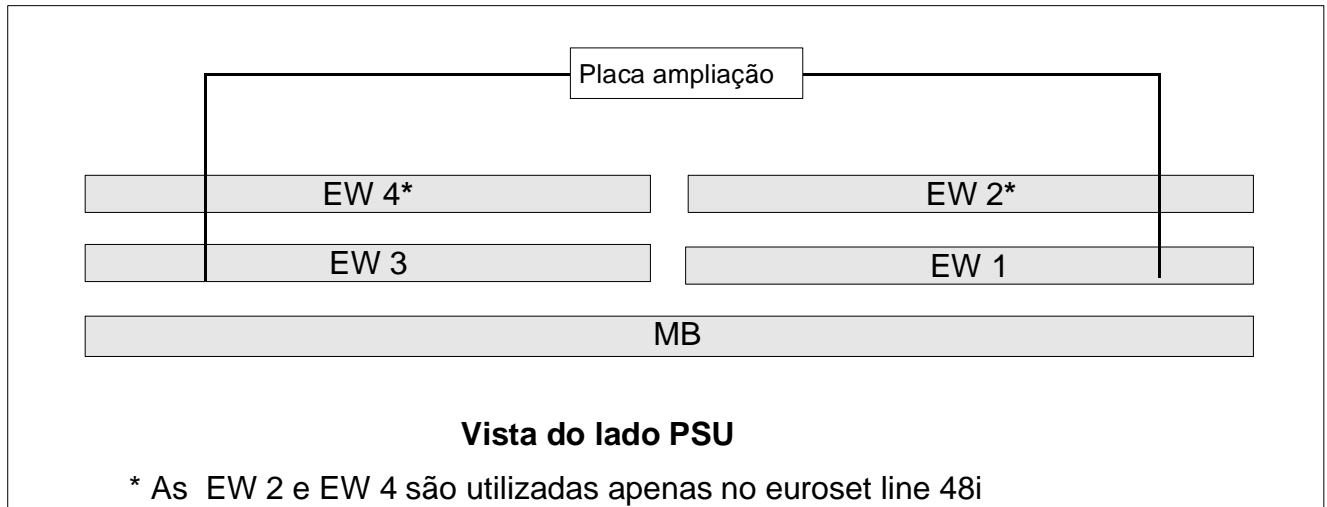 Placa ampliação
EW 4*
EW 2*
EW 3
EW 1
MB
Vista do lado PSU
* As EW 2 e EW 4 são utilizadas apenas no euroset line 48i